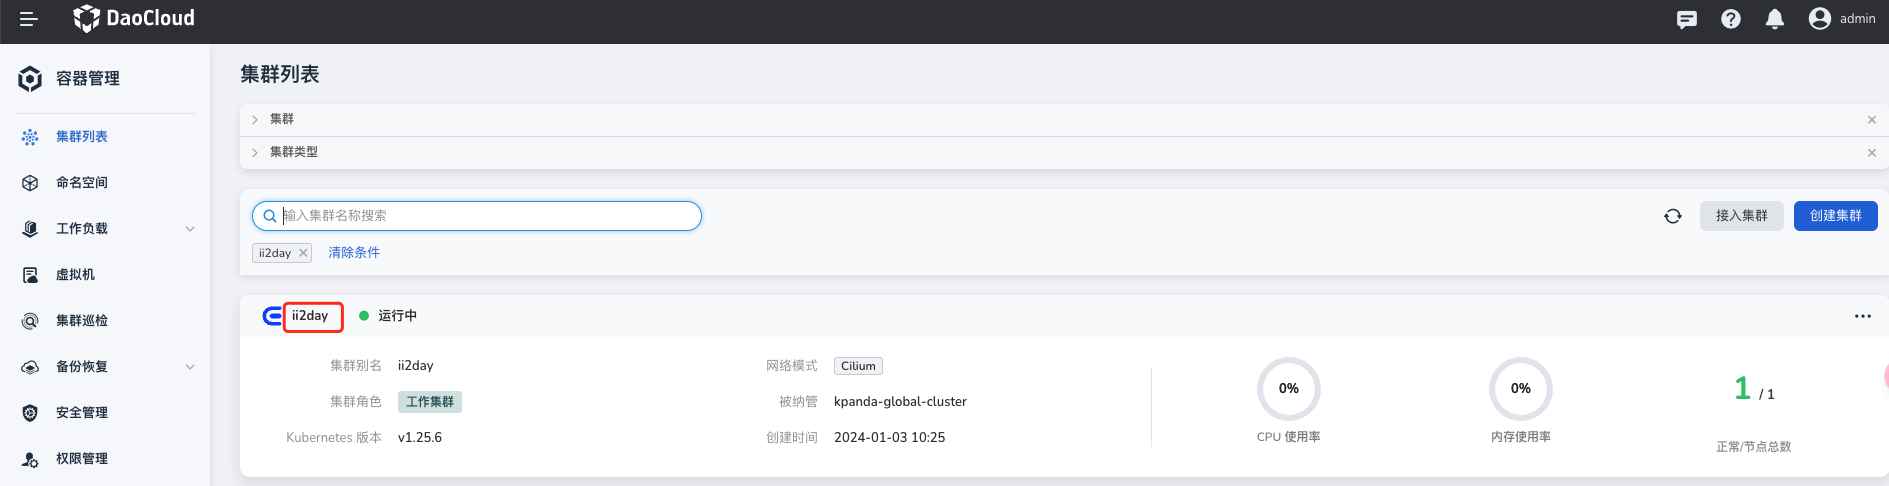 DaoCloud
admin
容器管理
集群列表
命名空间
工作负载
虚拟机
集群巡检
备份恢复
安全管理
权限管理
集群列表
集群
集群类型
输入集群名称搜索
接入集群
创建集群
ii2day
清除条件
ii2day
运行中
集群别名 ii2day
集群角色 工作集群
Kubernetes 版本 v1.25.6
网络模式 Cilium
被纳管 kpanda-global-cluster
创建时间 2024-01-03 10:25
0%
CPU 使用率
0%
内存使用率
1 / 1
正常/节点总数